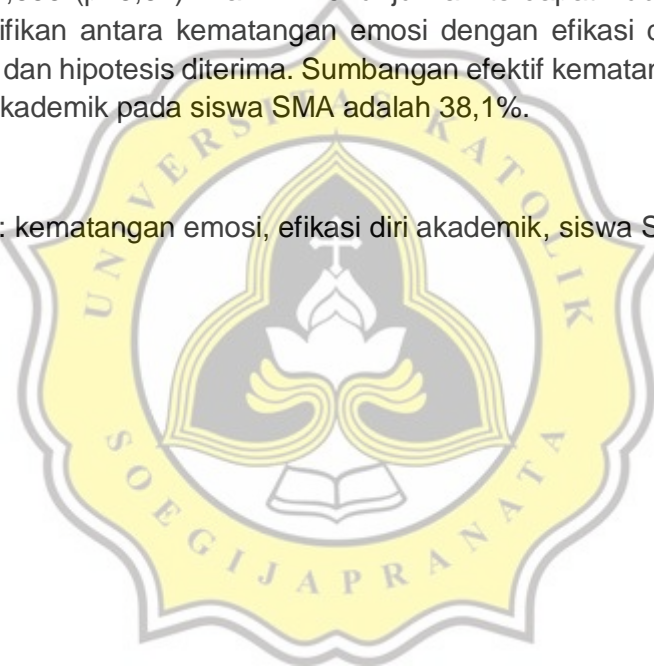 ifikan antara kematangan emosi dengan efikasi d
dan hipotesis diterima. Sumbangan efektif kematan
kademik pada siswa SMA adalah 38,1%.
: kematangan emosi, efikasi diri akademik, siswa S
UNIVERSITAS KATOLIK
SOEGIJAPRANATA